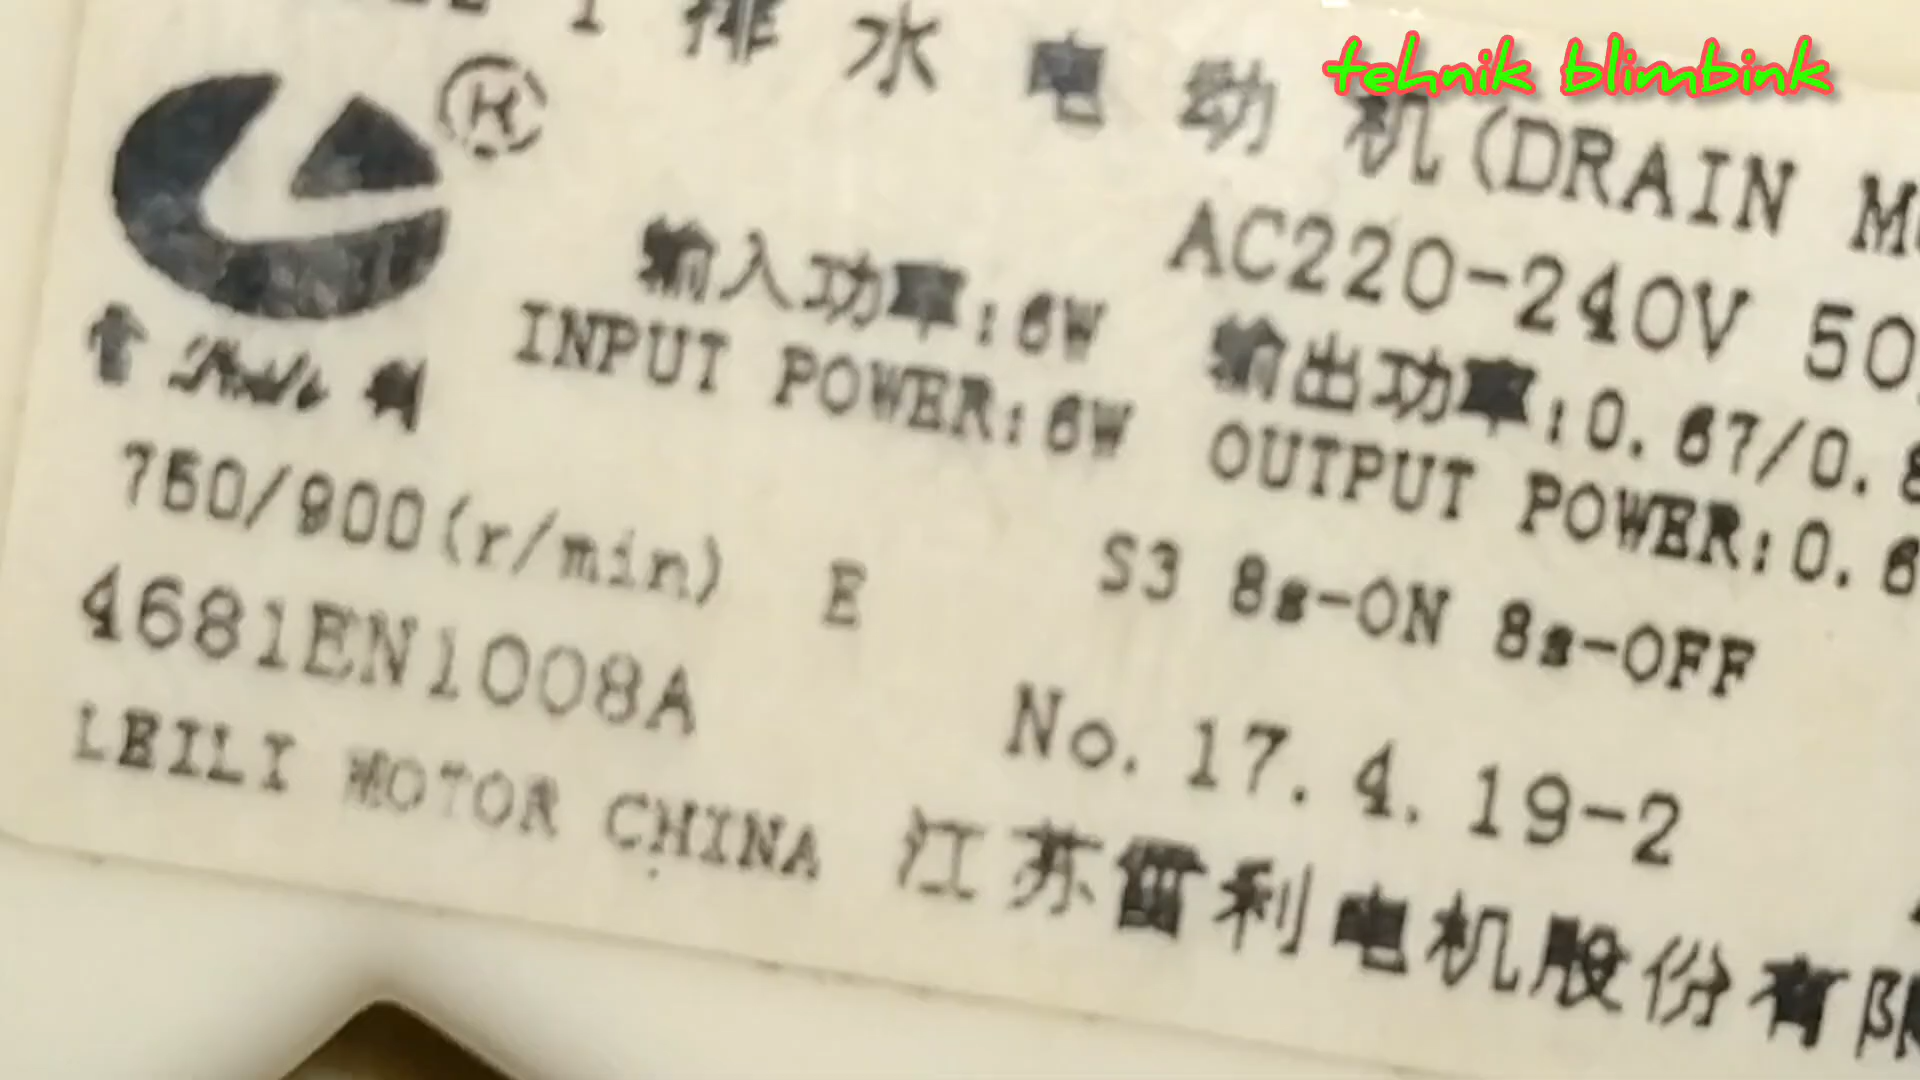 排水电动机(DRAIN
tehnik blimbink
AC220-240V 50
输入功率:6W
INPUT POWER:6W
输出功率:0.67/0.8
OUTPUT POWER:0.6
750/900(r/min) E S3 8s-ON 8s-OFF
4681EN1008A No. 17. 4. 19-2
LEILI MOTOR CHINA 江苏雷利电机股份有限